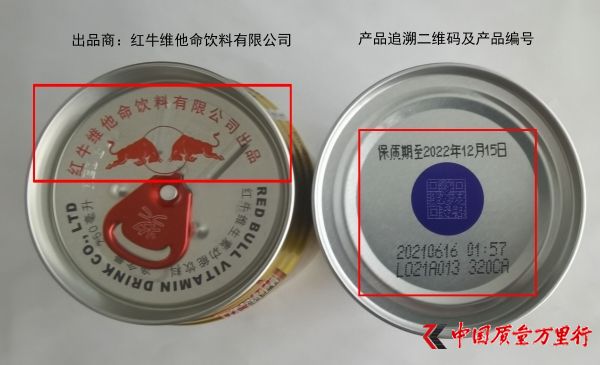 出品商：红牛维他命饮料有限公司
产品追溯二维码及产品编号
红牛维他命饮料有限公司出品
RED BULL VITAMIN DRINK CO., LTD
红牛维生素功能饮料
保质期至2022年12月15日
20210616 01:57
LO21A013 320CA
中国质量万里行